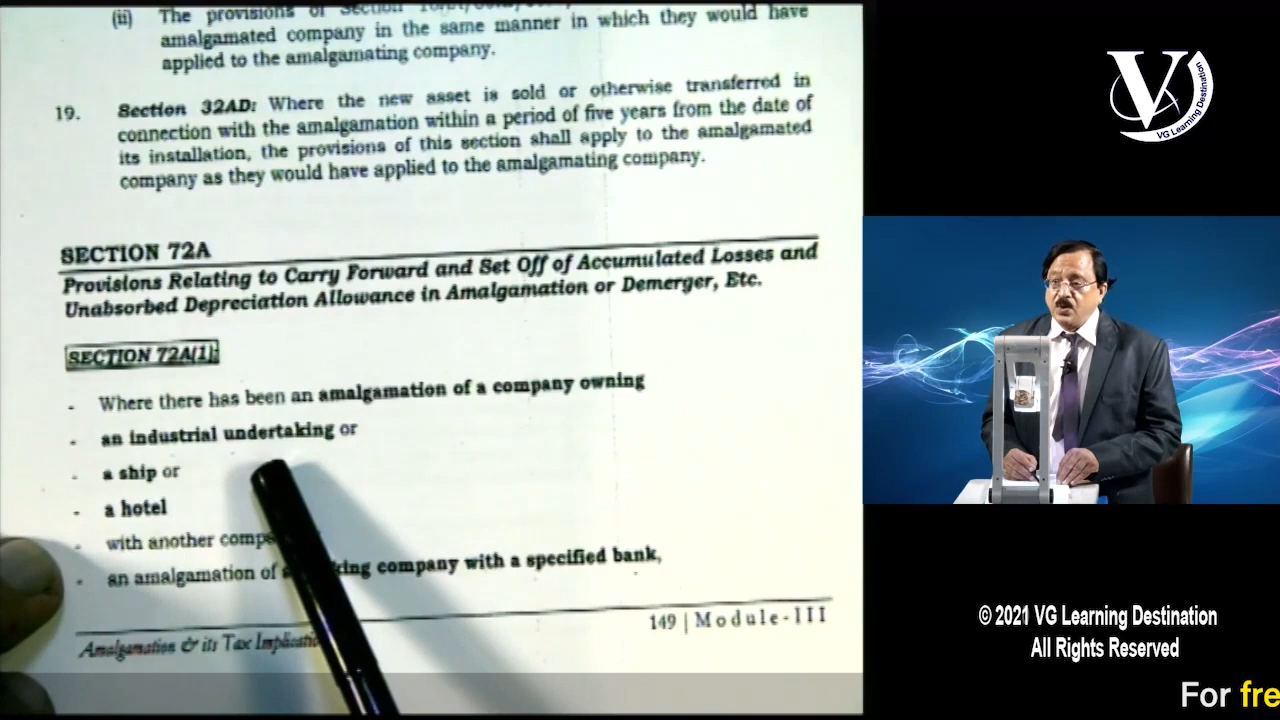 (ii) The provisions of Section
amalgamated company in the same manner in which they would have
applied to the amalgamating company.
19. Section 32AD: Where the new asset is sold or otherwise transferred in
connection with the amalgamation within a period of five years from the date of
its installation, the provisions of this section shall apply to the amalgamated
company as they would have applied to the amalgamating company.
SECTION 72A
Provisions Relating to Carry Forward and Set Off of Accumulated Losses and
Unabsorbed Depreciation Allowance in Amalgamation or Demerger, Etc.
SECTION 72A(1):
- Where there has been an amalgamation of a company owning
- an industrial undertaking or
- a ship or
- a hotel
- with another
- an amalgamation of company with a specified bank,
149 | Module-III
Amalgamation & its Tax
V
VG Learning Destination
© 2021 VG Learning Destination
All Rights Reserved
For fre